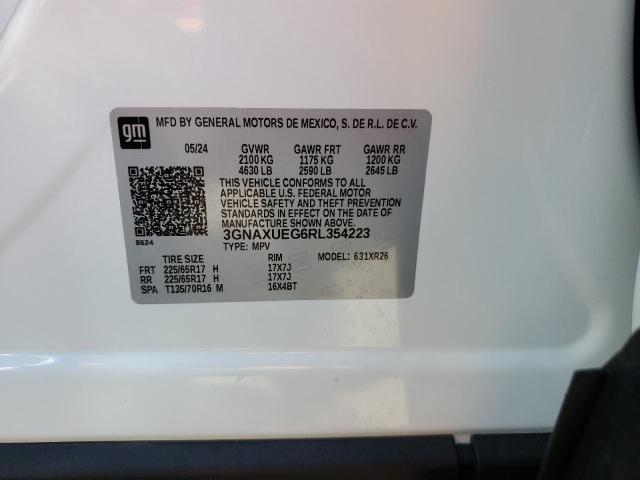 gm
MFD BY GENERAL MOTORS DE MEXICO, S. DE R.L. DE C.V.
05/24 GVWR GAWR FRT GAWR RR
2100 KG 1175 KG 1200 KG
4630 LB 2590 LB 2645 LB
THIS VEHICLE CONFORMS TO ALL
APPLICABLE U.S. FEDERAL MOTOR
VEHICLE SAFETY AND THEFT PREVENTION
STANDARDS IN EFFECT ON THE DATE OF
MANUFACTURE SHOWN ABOVE.
8624 3GNAXUEG6RL354223
TYPE: MPV
TIRE SIZE RIM MODEL: 631XR26
FRT 225/65R17 H 17X7J
RR 225/65R17 H 17X7J
SPA T135/70R16 M 16X4BT